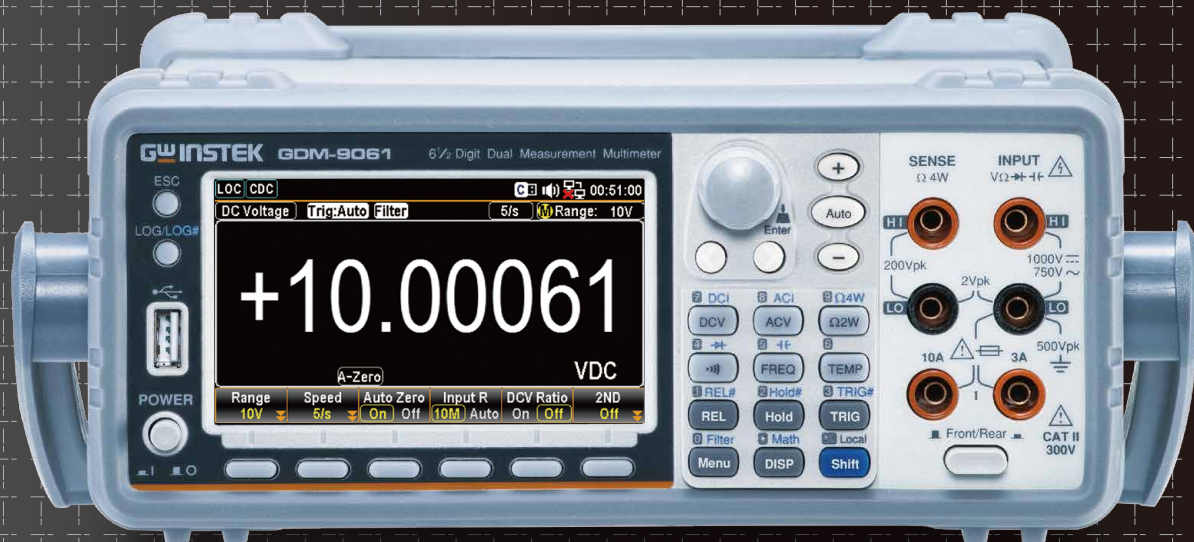 GW INSTEK GDM-9061 6½ Digit Dual Measurement Multimeter
ESC
LOG/LOG#
POWER
I O
LOC CDC C 00:51:00
DC Voltage Trig:Auto Filter 5/s M Range: 10V
+10.00061
A-Zero VDC
Range Speed Auto Zero Input R DCV Ratio 2ND
10V 5/s On Off 10M Auto On Off Off
Enter
+
Auto
-
7 DCI 8 ACI 9 Ω4W
DCV ACV Ω2W
4 5 6
FREQ TEMP
1 REL# 2 Hold# 3 TRIG#
REL Hold TRIG
0 Filter Math Local
Menu DISP Shift
SENSE INPUT
Ω 4W VΩ
HI HI
200Vpk 1000V
750V
2Vpk
LO LO
500Vpk
10A 3A
Front/Rear
CAT II
300V